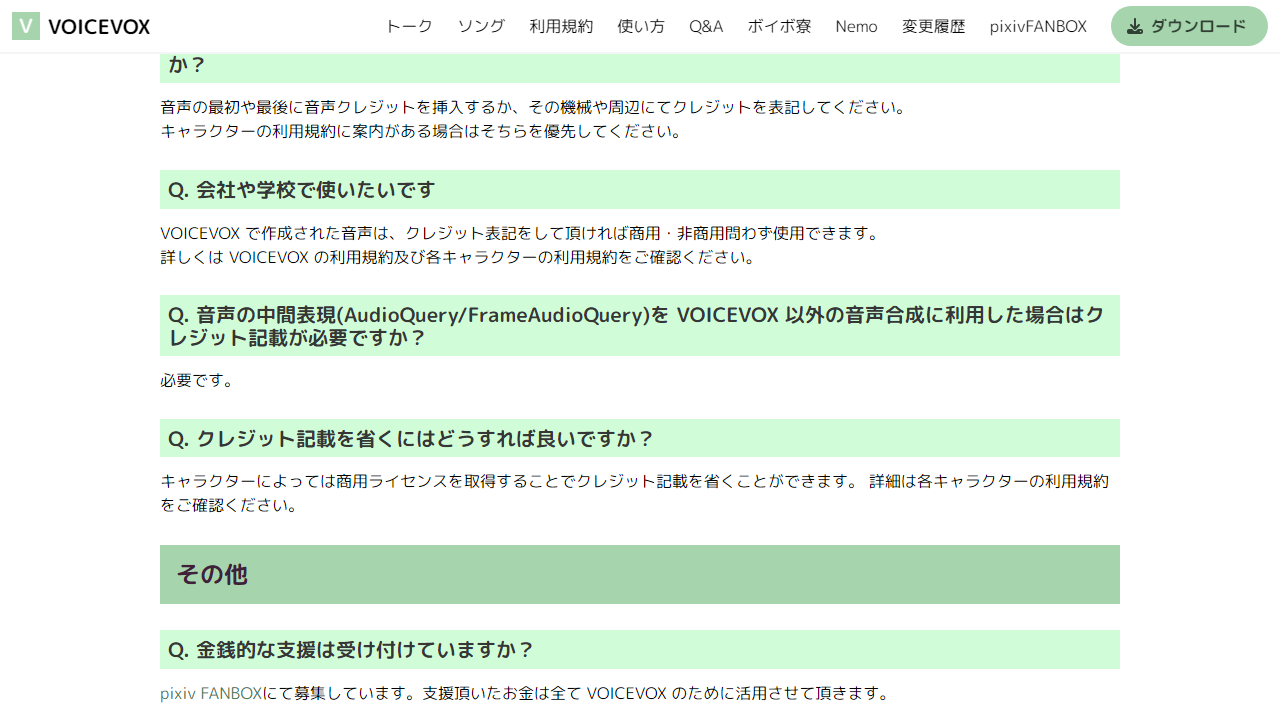 V VOICEVOX トーク ソング 利用規約 使い方 Q&A ボイボ寮 Nemo 変更履歴 pixivFANBOX ダウンロード
か？
音声の最初や最後に音声クレジットを挿入するか、その機械や周辺にてクレジットを表記してください。
キャラクターの利用規約に案内がある場合はそちらを優先してください。
Q. 会社や学校で使いたいです
VOICEVOX で作成された音声は、クレジット表記をして頂ければ商用・非商用問わず使用できます。
詳しくは VOICEVOX の利用規約及び各キャラクターの利用規約をご確認ください。
Q. 音声の中間表現(AudioQuery/FrameAudioQuery)を VOICEVOX 以外の音声合成に利用した場合はク
レジット記載が必要ですか？
必要です。
Q. クレジット記載を省くにはどうすれば良いですか？
キャラクターによっては商用ライセンスを取得することでクレジット記載を省くことができます。 詳細は各キャラクターの利用規約
をご確認ください。
その他
Q. 金銭的な支援は受け付けていますか？
pixiv FANBOXにて募集しています。支援頂いたお金は全て VOICEVOX のために活用させて頂きます。